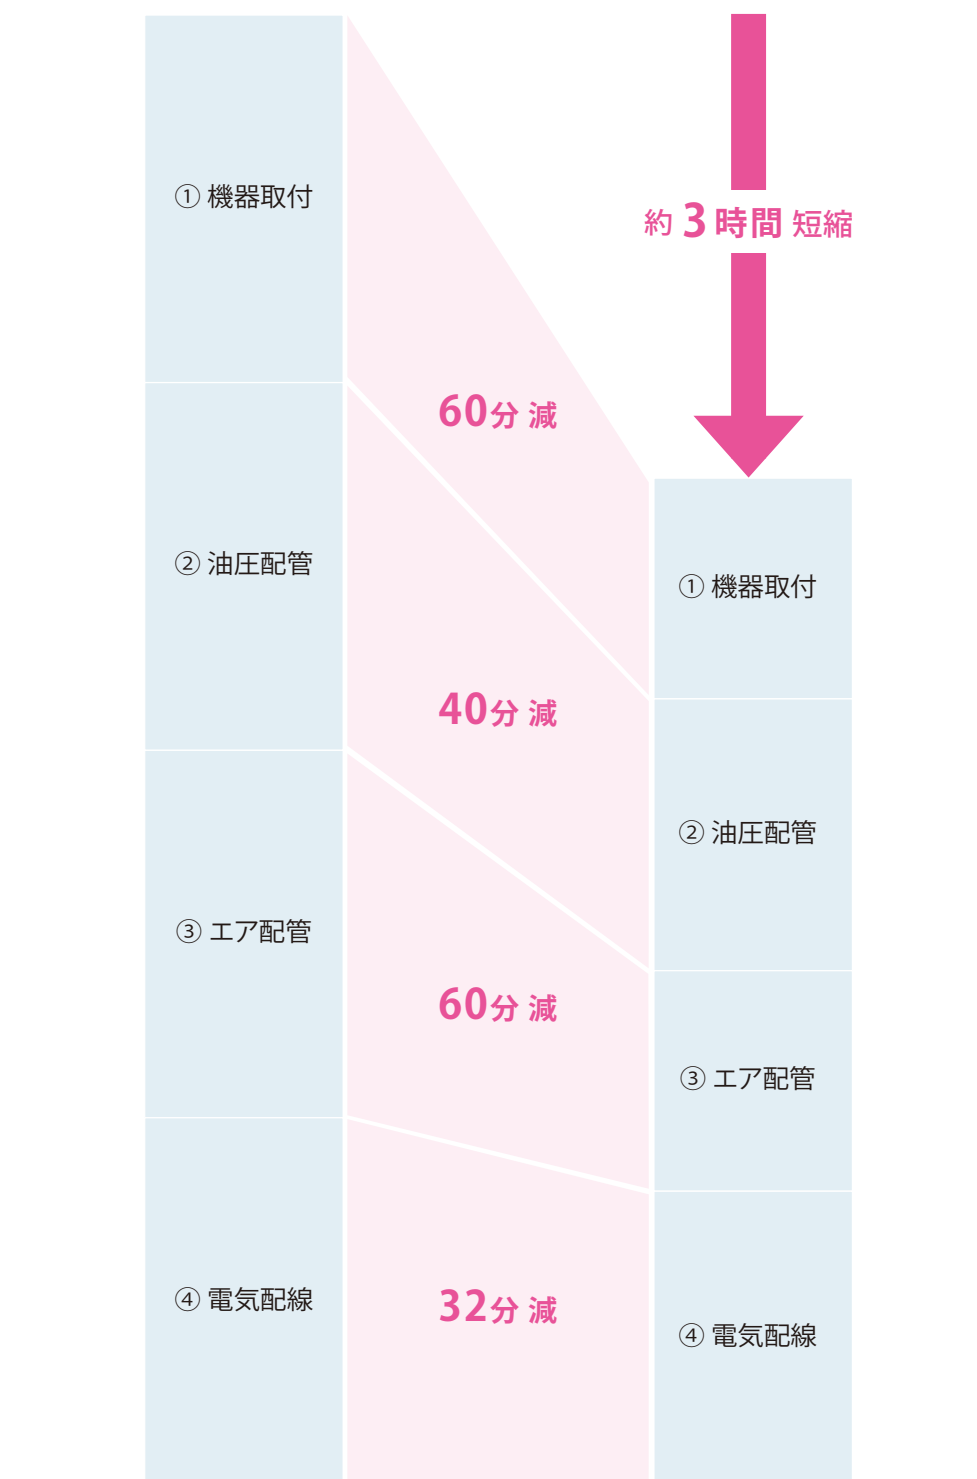 ① 機器取付
約 3 時間 短縮
60分 減
② 油圧配管
① 機器取付
40分 減
② 油圧配管
③ エア配管
60分 減
③ エア配管
④ 電気配線
32分 減
④ 電気配線